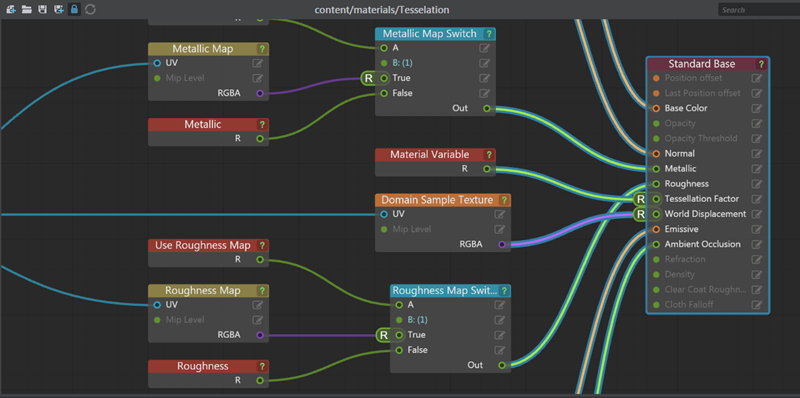 content/materials/Tesselation
Search
R
Metallic Map ?
UV
Mip Level
RGBA
Metallic ?
R
Metallic Map Switch ?
A
B: (1)
R True
False
Out
Material Variable ?
R
Domain Sample Texture ?
UV
Mip Level
RGBA
Use Roughness Map ?
R
Roughness Map ?
UV
Mip Level
RGBA
Roughness ?
R
Roughness Map Swit... ?
A
B: (1)
R True
False
Out
Standard Base ?
Position offset
Last Position offset
Base Color
Opacity
Opacity Threshold
Normal
Metallic
Roughness
R Tessellation Factor
R World Displacement
Emissive
Ambient Occlusion
Refraction
Density
Clear Coat Roughn...
Cloth Falloff